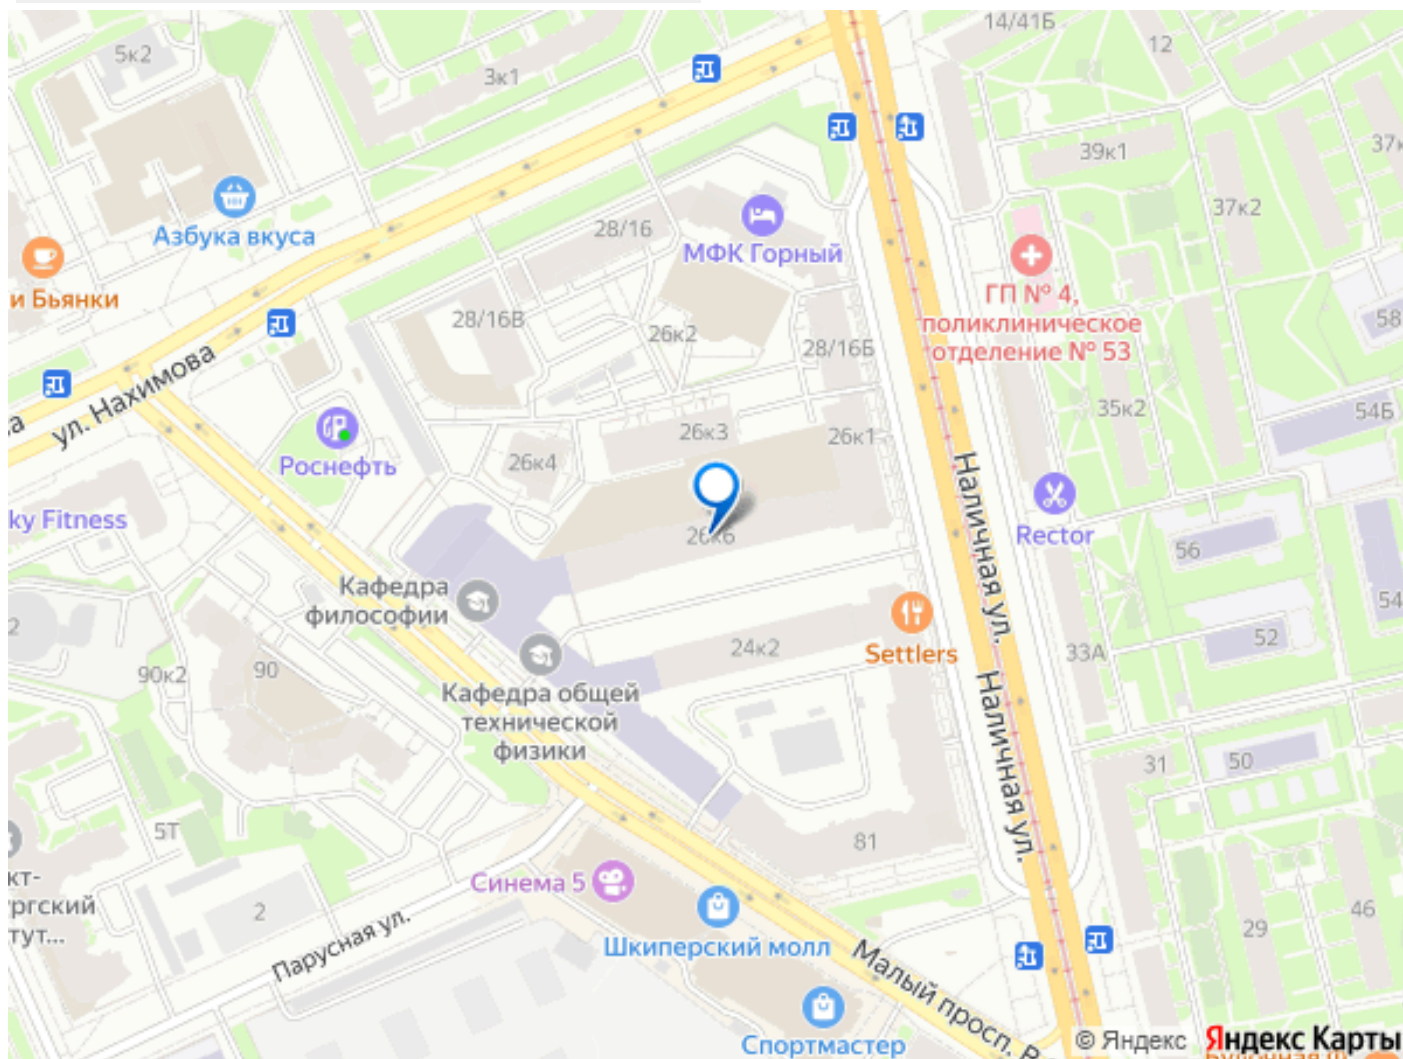 14/41Б
12
5к2
3к1
39к1
37к2
Азбука вкуса
28/16
МФК Горный
и Бьянки
ГП № 4,
поликлиническое
отделение № 53
58
28/16В
26к2
28/16Б
ул. Нахимова
35к2
54Б
Роснефть
26к4
26к3
26к1
Наличная ул.
Rector
ky Fitness
26к6
56
54
Кафедра
философии
Settlers
52
33А
24к2
2
90к2
90
Кафедра общей
технической
физики
Наличная ул.
31
50
5Т
81
кт-
ургский
тут...
Синема 5
2
46
29
Парусная ул.
Шкиперский молл
Малый просп. В
Спортмастер
© Яндекс
Яндекс Карты